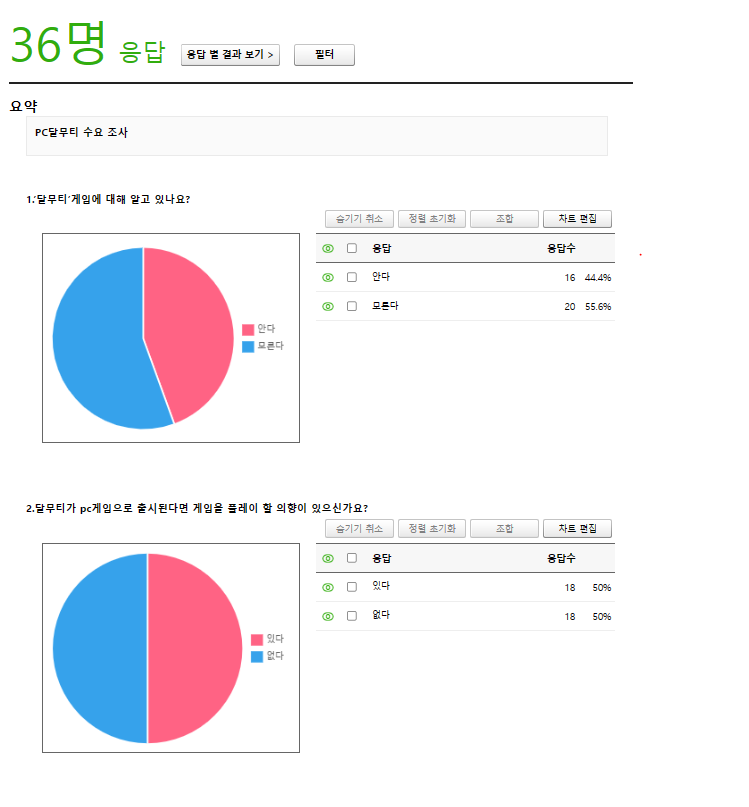 36명 응답 응답 별 결과 보기 > 필터
요약
PC달무티 수요 조사
1.'달무티'게임에 대해 알고 있나요?
숨기기 취소 정렬 초기화 조합 차트 편집
응답 응답수
안다 16 44.4%
모른다 20 55.6%
안다
모른다
2.달무티가 pc게임으로 출시된다면 게임을 플레이 할 의향이 있으신가요?
숨기기 취소 정렬 초기화 조합 차트 편집
응답 응답수
있다 18 50%
없다 18 50%
있다
없다